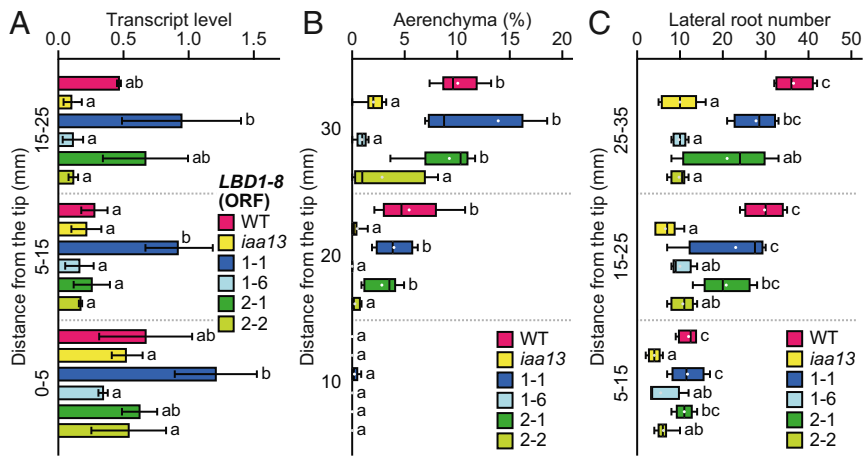 A
Transcript level
0.0 0.5 1.0 1.5
Distance from the tip (mm)
15-25
ab
a
b
a
ab
a
5-15
a
a
b
a
a
a
0-5
ab
a
b
a
ab
a
LBD1-8
(ORF)
WT
iaa13
1-1
1-6
2-1
2-2
B
Aerenchyma (%)
0 5 10 15 20
Distance from the tip (mm)
30
b
a
b
a
b
a
20
b
a
b
a
b
a
10
a
a
a
a
a
a
WT
iaa13
1-1
1-6
2-1
2-2
C
Lateral root number
0 10 20 30 40 50
Distance from the tip (mm)
25-35
c
a
bc
a
bc
a
15-25
c
a
c
ab
bc
ab
5-15
c
a
c
ab
bc
ab
WT
iaa13
1-1
1-6
2-1
2-2